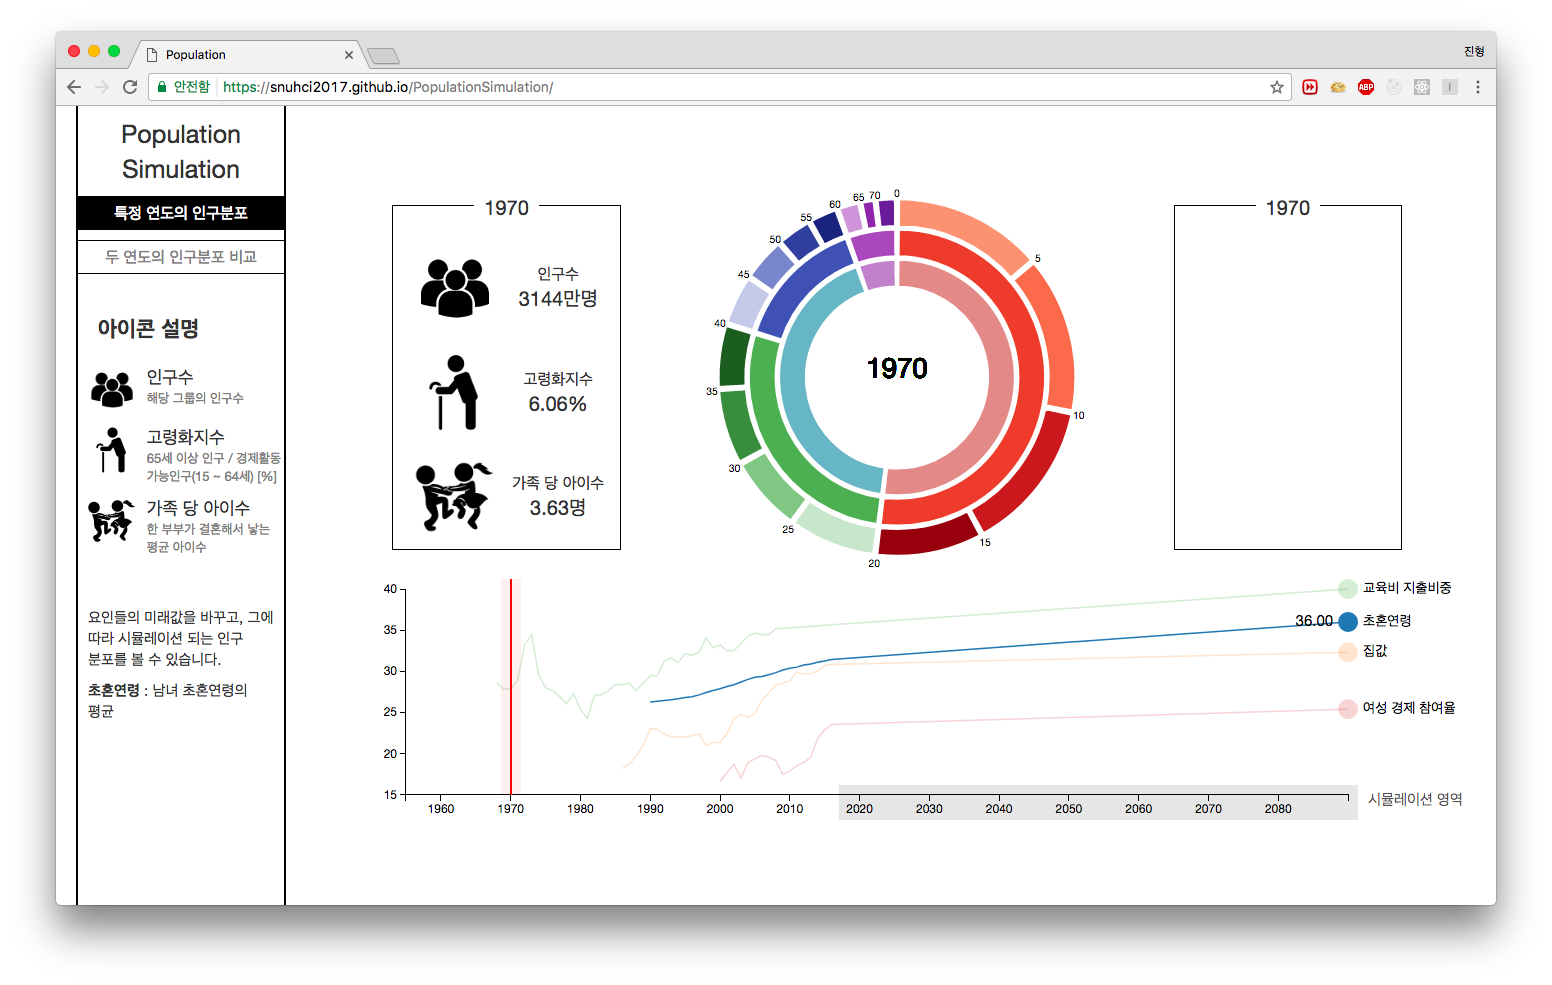 Population
진형
안전함
https://snuhci2017.github.io/PopulationSimulation/
ABP
Population
Simulation
특정 연도의 인구분포
두 연도의 인구분포 비교
아이콘 설명
인구수
해당 그룹의 인구수
고령화지수
65세 이상 인구 / 경제활동
가능인구(15 ~ 64세) [%]
가족 당 아이수
한 부부가 결혼해서 낳는
평균 아이수
요인들의 미래값을 바꾸고, 그에
따라 시뮬레이션 되는 인구
분포를 볼 수 있습니다.
초혼연령 : 남녀 초혼연령의
평균
1970
인구수
3144만명
고령화지수
6.06%
가족 당 아이수
3.63명
0
5
10
15
20
25
30
35
40
45
50
55
60
65
70
1970
1970
40
35
30
25
20
15
1960
1970
1980
1990
2000
2010
2020
2030
2040
2050
2060
2070
2080
교육비 지출비중
36.00
초혼연령
집값
여성 경제 참여율
시뮬레이션 영역